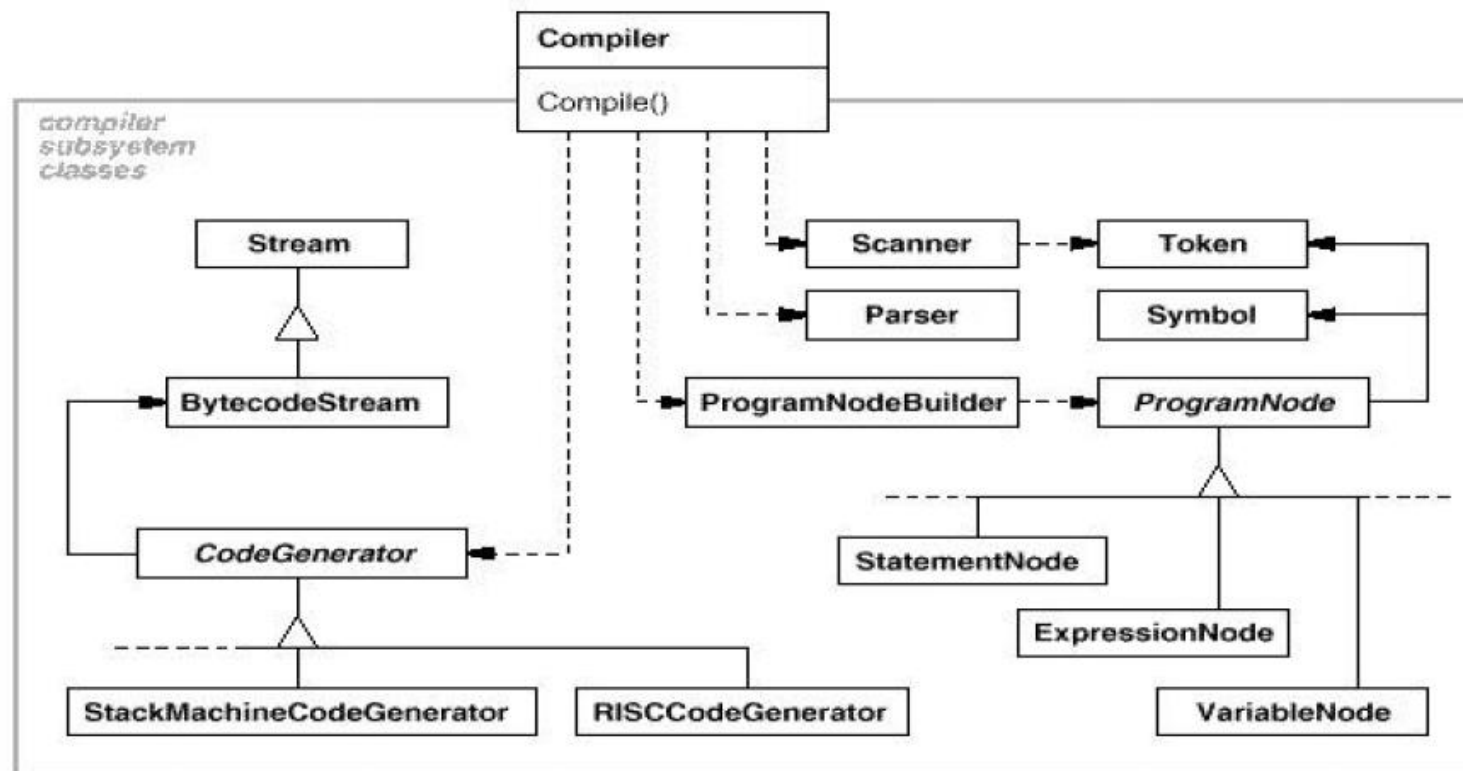 Compiler
Compile()
compiler
subsystem
classes
Stream
Scanner
Token
Parser
Symbol
BytecodeStream
ProgramNodeBuilder
ProgramNode
CodeGenerator
StatementNode
ExpressionNode
StackMachineCodeGenerator
RISCCodeGenerator
VariableNode